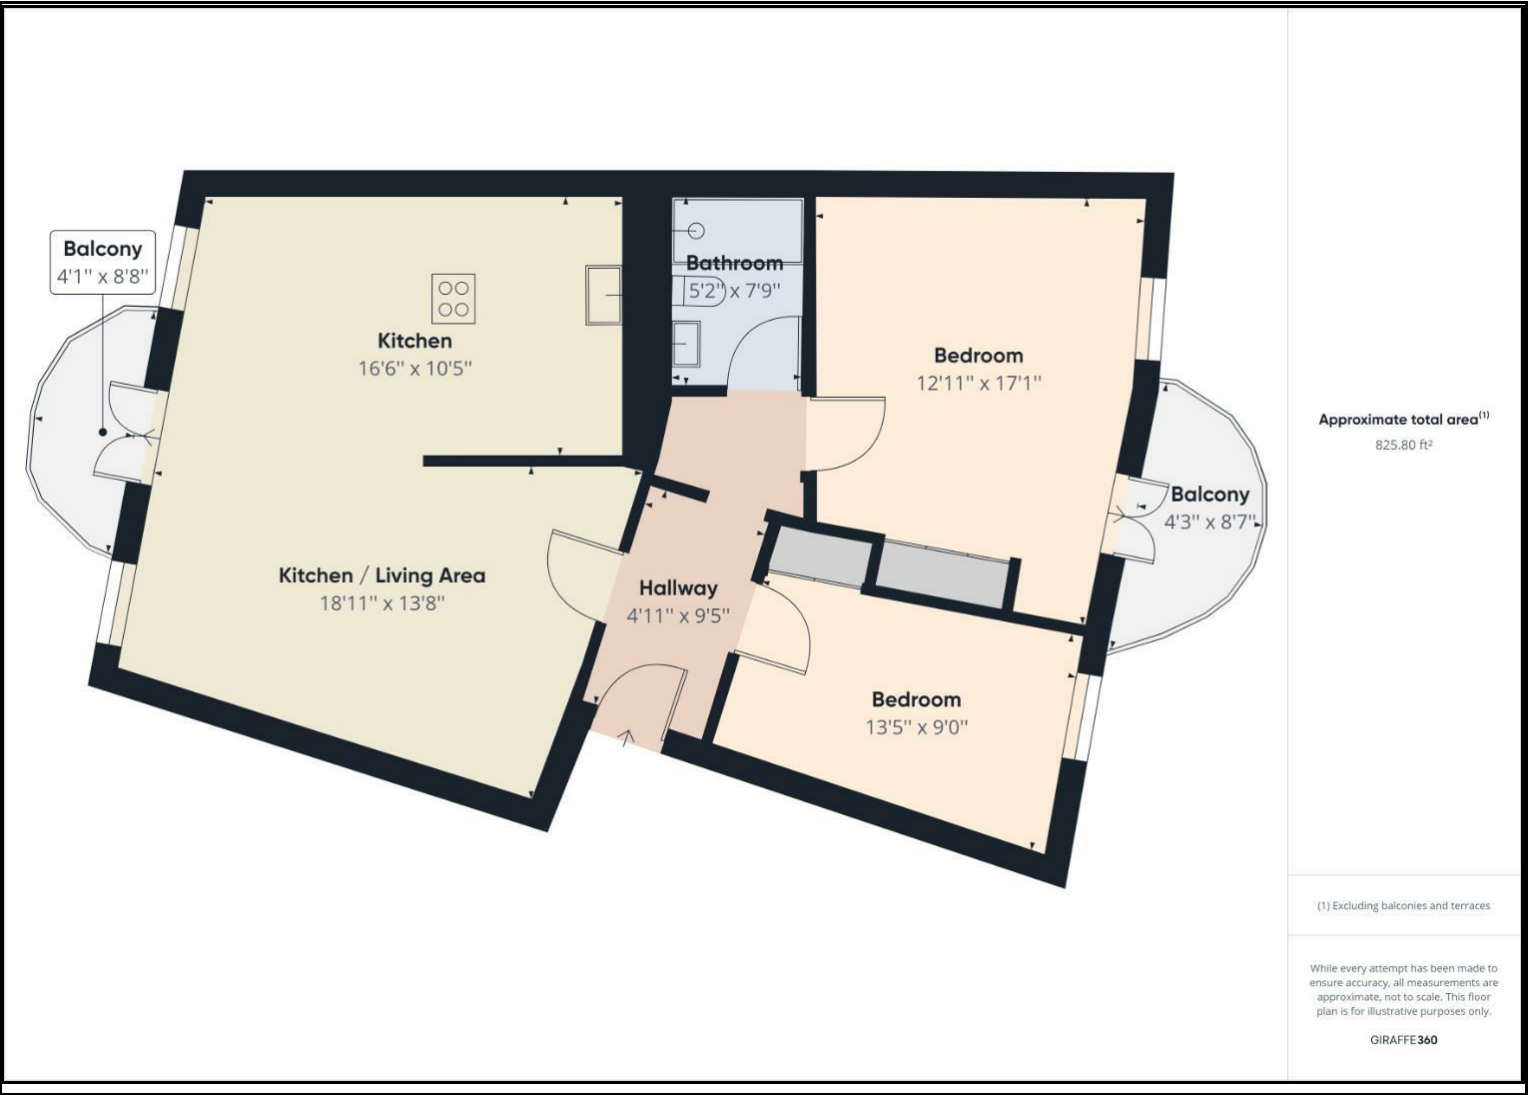 Balcony
4'1" x 8'8"
Kitchen
16'6" x 10'5"
Bathroom
5'2" x 7'9"
Bedroom
12'11" x 17'1"
Balcony
4'3" x 8'7"
Kitchen / Living Area
18'11" x 13'8"
Hallway
4'11" x 9'5"
Bedroom
13'5" x 9'0"
Approximate total area(1)
825.80 ft²
(1) Excluding balconies and terraces
While every attempt has been made to
ensure accuracy, all measurements are
approximate, not to scale. This floor
plan is for illustrative purposes only.
GIRAFFE360